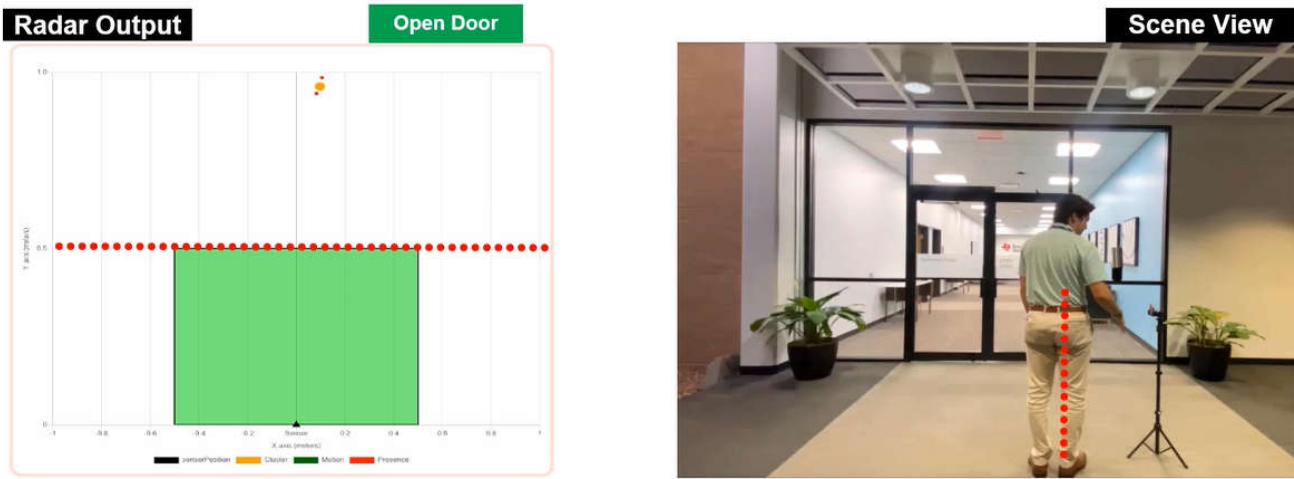 Radar Output
Open Door
Scene View
1.0
0.5
0
Y axis (meters)
-1 -0.8 -0.6 -0.4 -0.2 Sensor 0.2 0.4 0.6 0.8 1
X axis (meters)
sensorPosition Cluster Motion Presence